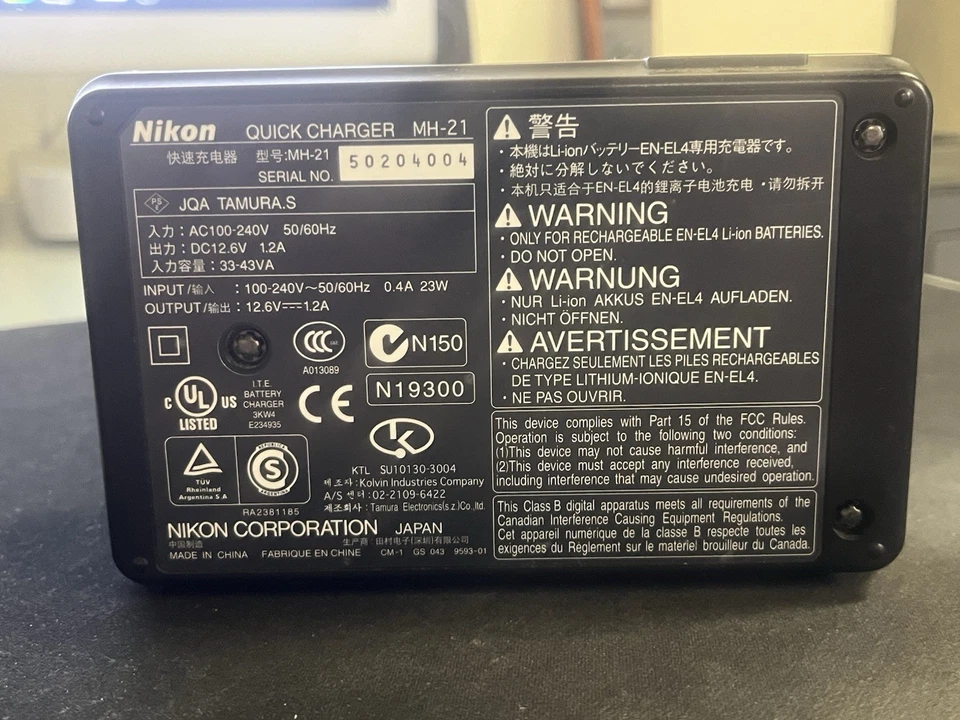 Nikon QUICK CHARGER MH-21
快速充电器 型号:MH-21
SERIAL NO. 50204004
PS
E
JQA TAMURA.S
入力：AC100-240V 50/60Hz
出力：DC12.6V 1.2A
入力容量：33-43VA
INPUT/输入 : 100-240V～50/60Hz 0.4A 23W
OUTPUT/输出 : 12.6V⎓1.2A
CCC
A013089
N150
N19300
C UL US
LISTED
I.T.E.
BATTERY
CHARGER
3KW4
E234935
CE
TÜV
Rheinland
Argentina S.A
REPUBLICA
S
ARGENTINA
RA2381185
K
KTL SU10130-3004
제조자:Kolvin Industries Company
A/S 센터:02-2109-6422
제조회사:Tamura Electronics(s.z)Co.,ltd.
NIKON CORPORATION JAPAN
中国制造 生产商：田村电子(深圳)有限公司
MADE IN CHINA FABRIQUE EN CHINE CM-1 GS 043 9593-01
警告
・本機はLi-ionバッテリーEN-EL4専用充電器です。
・絶対に分解しないでください。
・本机只适合于EN-EL4的鋰离子电池充电 ・请勿拆开
WARNING
・ONLY FOR RECHARGEABLE EN-EL4 Li-ion BATTERIES.
・DO NOT OPEN.
WARNUNG
・NUR Li-ion AKKUS EN-EL4 AUFLADEN.
・NICHT ÖFFNEN.
AVERTISSEMENT
・CHARGEZ SEULEMENT LES PILES RECHARGEABLES
DE TYPE LITHIUM-IONIQUE EN-EL4.
・NE PAS OUVRIR.
This device complies with Part 15 of the FCC Rules.
Operation is subject to the following two conditions:
(1)This device may not cause harmful interference, and
(2)This device must accept any interference received,
including interference that may cause undesired operation.
This Class B digital apparatus meets all requirements of the
Canadian Interference Causing Equipment Regulations.
Cet appareil numerique de la classe B respecte toutes les
exigences du Règlement sur le materiel brouilleur du Canada.